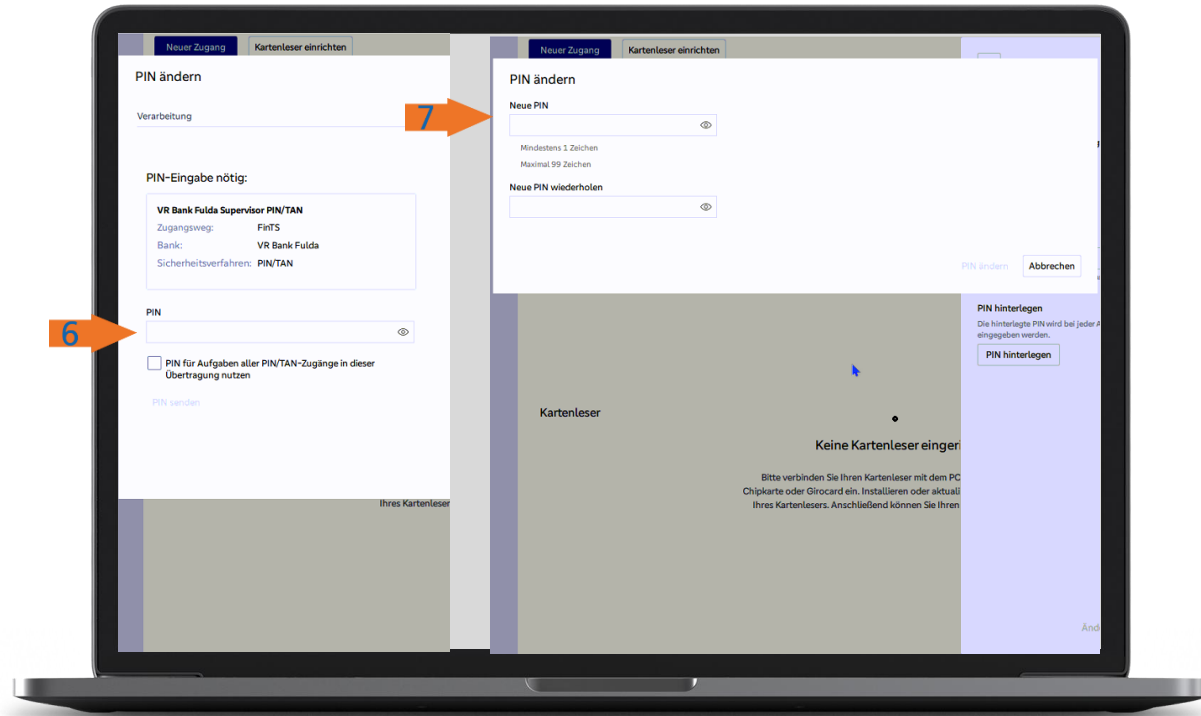 Neuer Zugang
Kartenleser einrichten
PIN ändern
Verarbeitung
PIN-Eingabe nötig:
VR Bank Fulda Supervisor PIN/TAN
Zugangsweg: FinTS
Bank: VR Bank Fulda
Sicherheitsverfahren: PIN/TAN
6
PIN
PIN für Aufgaben aller PIN/TAN-Zugänge in dieser
Übertragung nutzen
PIN senden
Ihres Kartenleser
Neuer Zugang
Kartenleser einrichten
PIN ändern
7
Neue PIN
Mindestens 1 Zeichen
Maximal 99 Zeichen
Neue PIN wiederholen
PIN ändern
Abbrechen
PIN hinterlegen
Die hinterlegte PIN wird bei jeder A
eingegeben werden.
PIN hinterlegen
Kartenleser
Keine Kartenleser eingeri
Bitte verbinden Sie Ihren Kartenleser mit dem PC
Chipkarte oder Girocard ein. Installieren oder aktuali
Ihres Kartenlesers. Anschließend können Sie Ihren
Änd